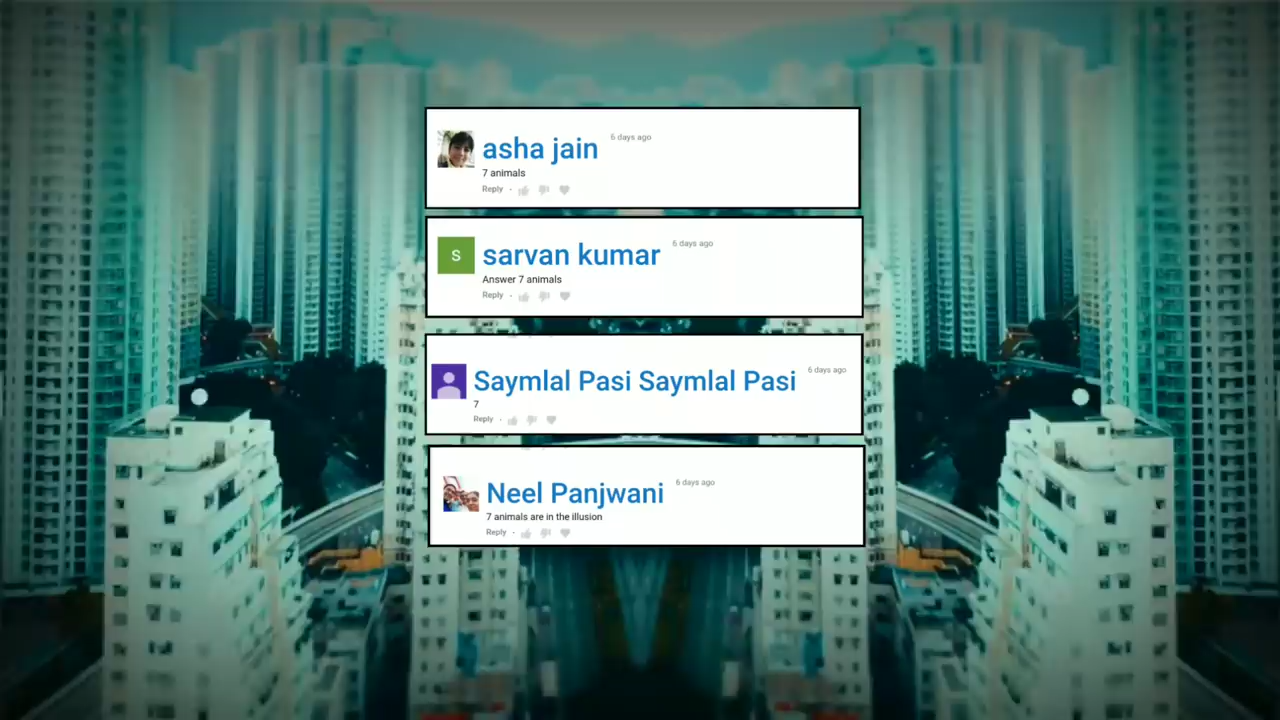 asha jain 6 days ago
7 animals
Reply
S
sarvan kumar 6 days ago
Answer 7 animals
Reply
Saymlal Pasi Saymlal Pasi 6 days ago
7
Reply
Neel Panjwani 6 days ago
7 animals are in the illusion
Reply